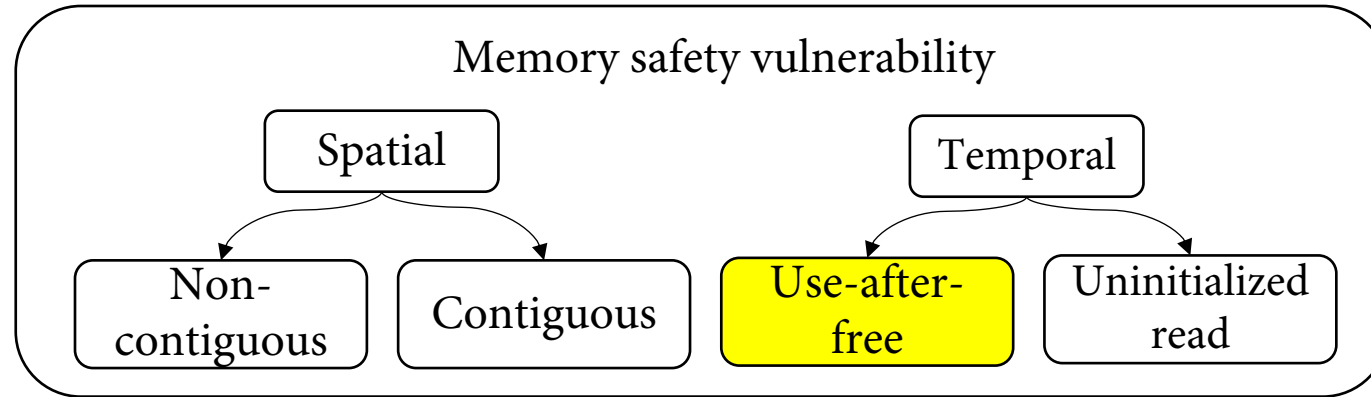 Memory safety vulnerability
Spatial
Temporal
Non-
contiguous
Contiguous
Use-after-
free
Uninitialized
read